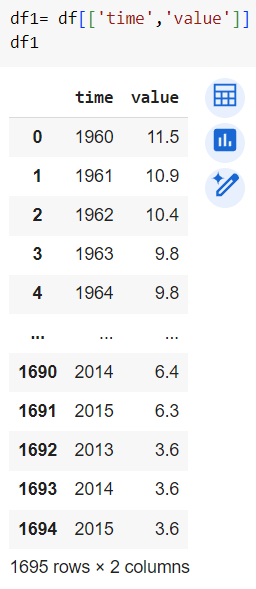 df1= df[['time','value']]
df1
time value
0 1960 11.5
1 1961 10.9
2 1962 10.4
3 1963 9.8
4 1964 9.8
... ... ...
1690 2014 6.4
1691 2015 6.3
1692 2013 3.6
1693 2014 3.6
1694 2015 3.6
1695 rows × 2 columns